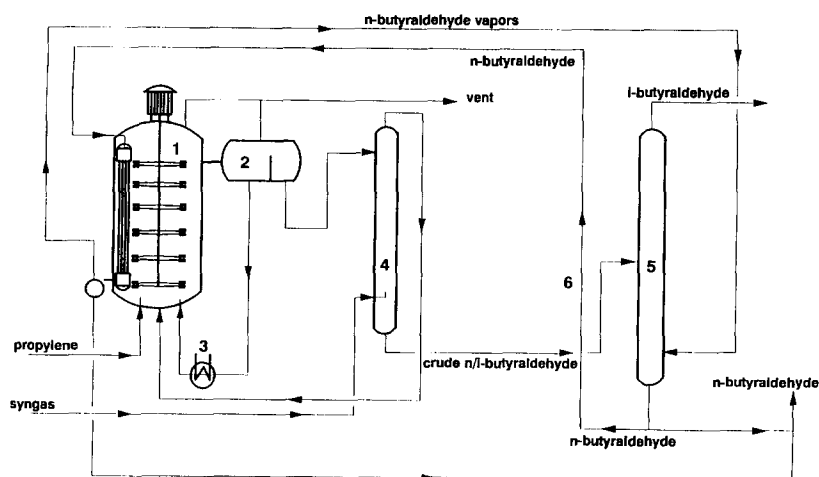 n-butyraldehyde vapors
n-butyraldehyde
i-butyraldehyde
vent
1
2
4
5
6
3
propylene
crude n/i-butyraldehyde
n-butyraldehyde
syngas
n-butyraldehyde